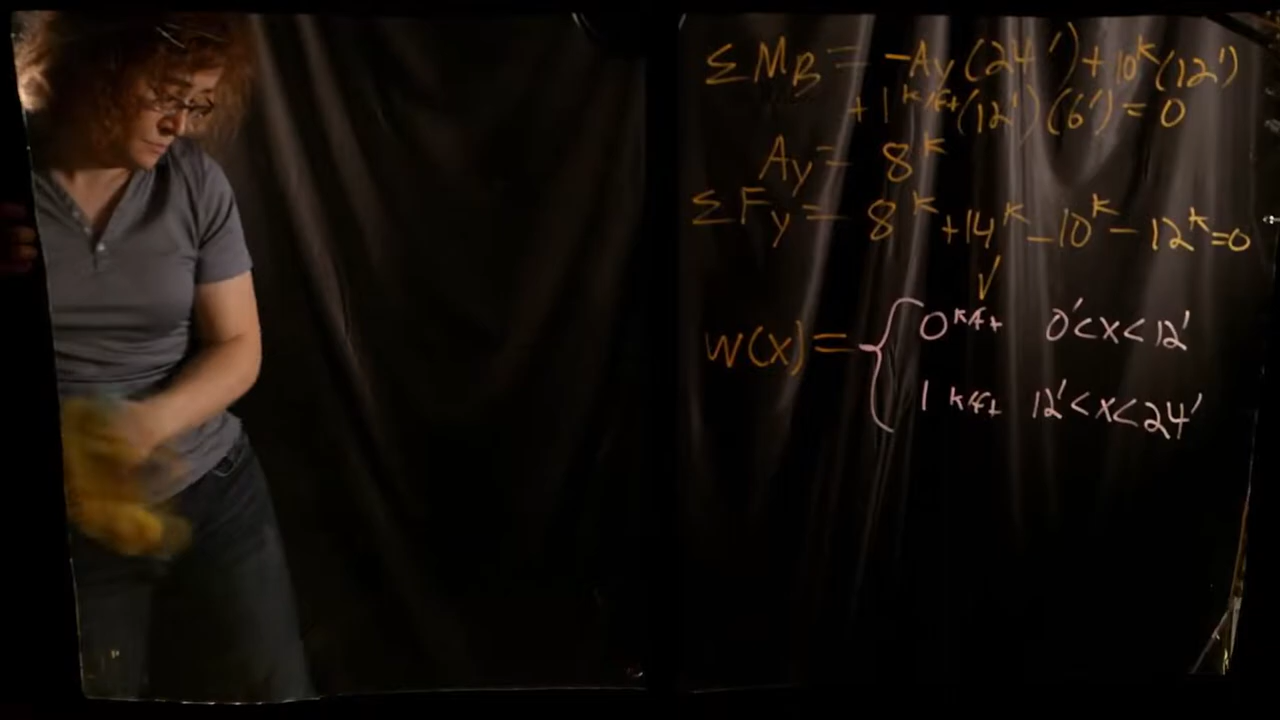 ΣM_B = -Ay(24') + 10^k(12')
+ 1^k/ft(12')(6') = 0
Ay = 8^k
ΣFy = 8^k + 14^k - 10^k - 12^k = 0
✓
w(x) = { 0 k/ft 0' < x < 12'
1 k/ft 12' < x < 24'